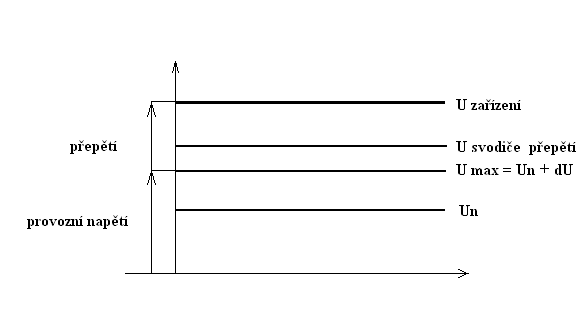 U zařízení
přepětí
U svodiče přepětí
U max = Un + dU
Un
provozní napětí